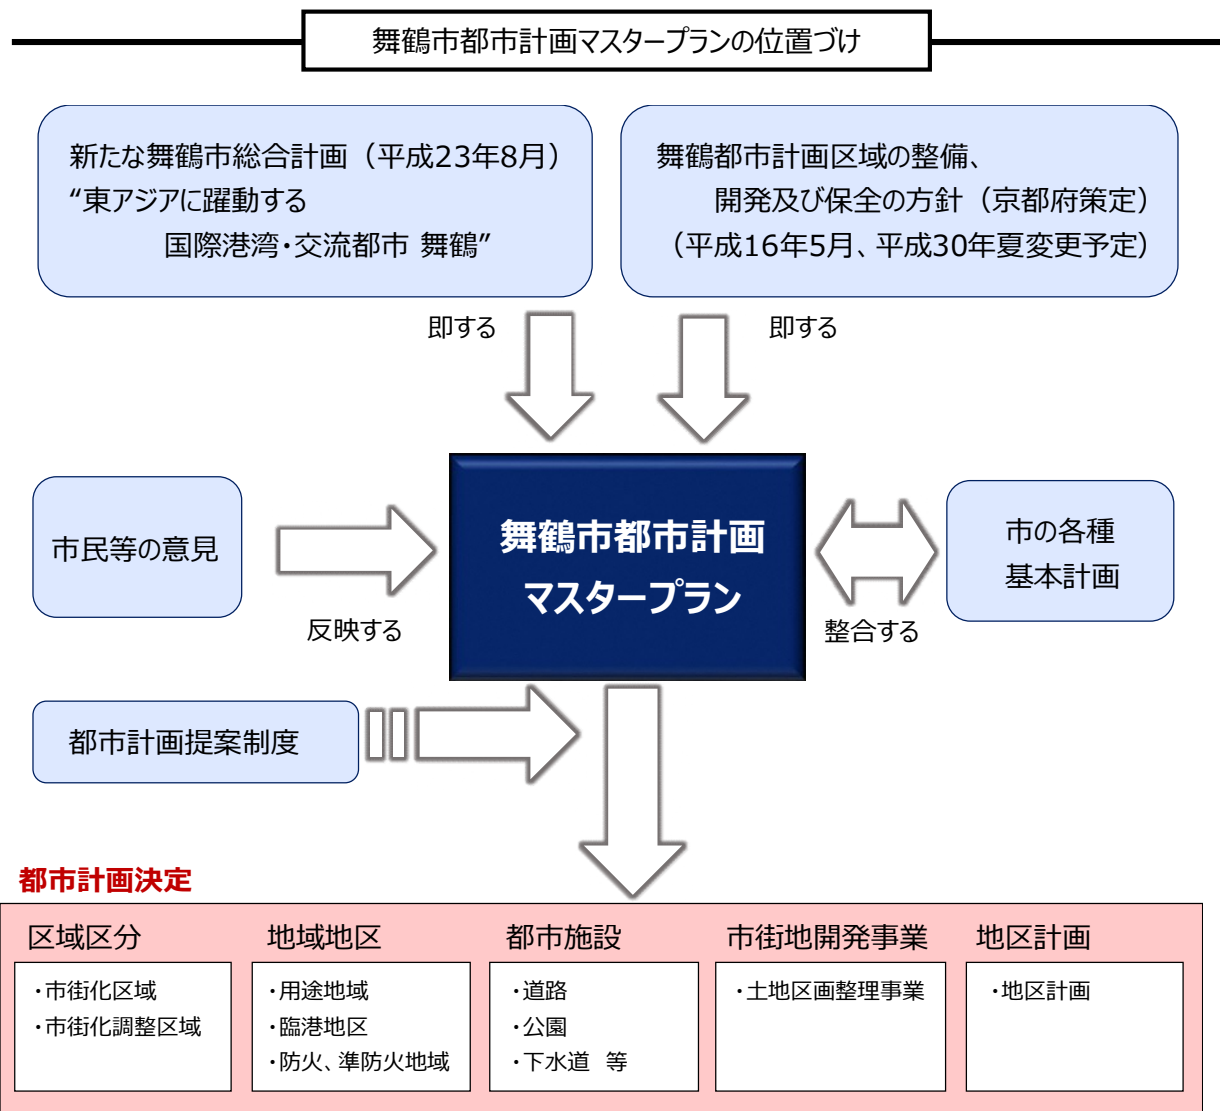 舞鶴市都市計画マスタープランの位置づけ
新たな舞鶴市総合計画（平成23年8月）
“東アジアに躍動する
国際港湾・交流都市 舞鶴”
舞鶴都市計画区域の整備、
開発及び保全の方針（京都府策定）
（平成16年5月、平成30年夏変更予定）
即する
即する
市民等の意見
反映する
舞鶴市都市計画
マスタープラン
整合する
市の各種
基本計画
都市計画提案制度
都市計画決定
区域区分
・市街化区域
・市街化調整区域
地域地区
・用途地域
・臨港地区
・防火、準防火地域
都市施設
・道路
・公園
・下水道 等
市街地開発事業
・土地区画整理事業
地区計画
・地区計画